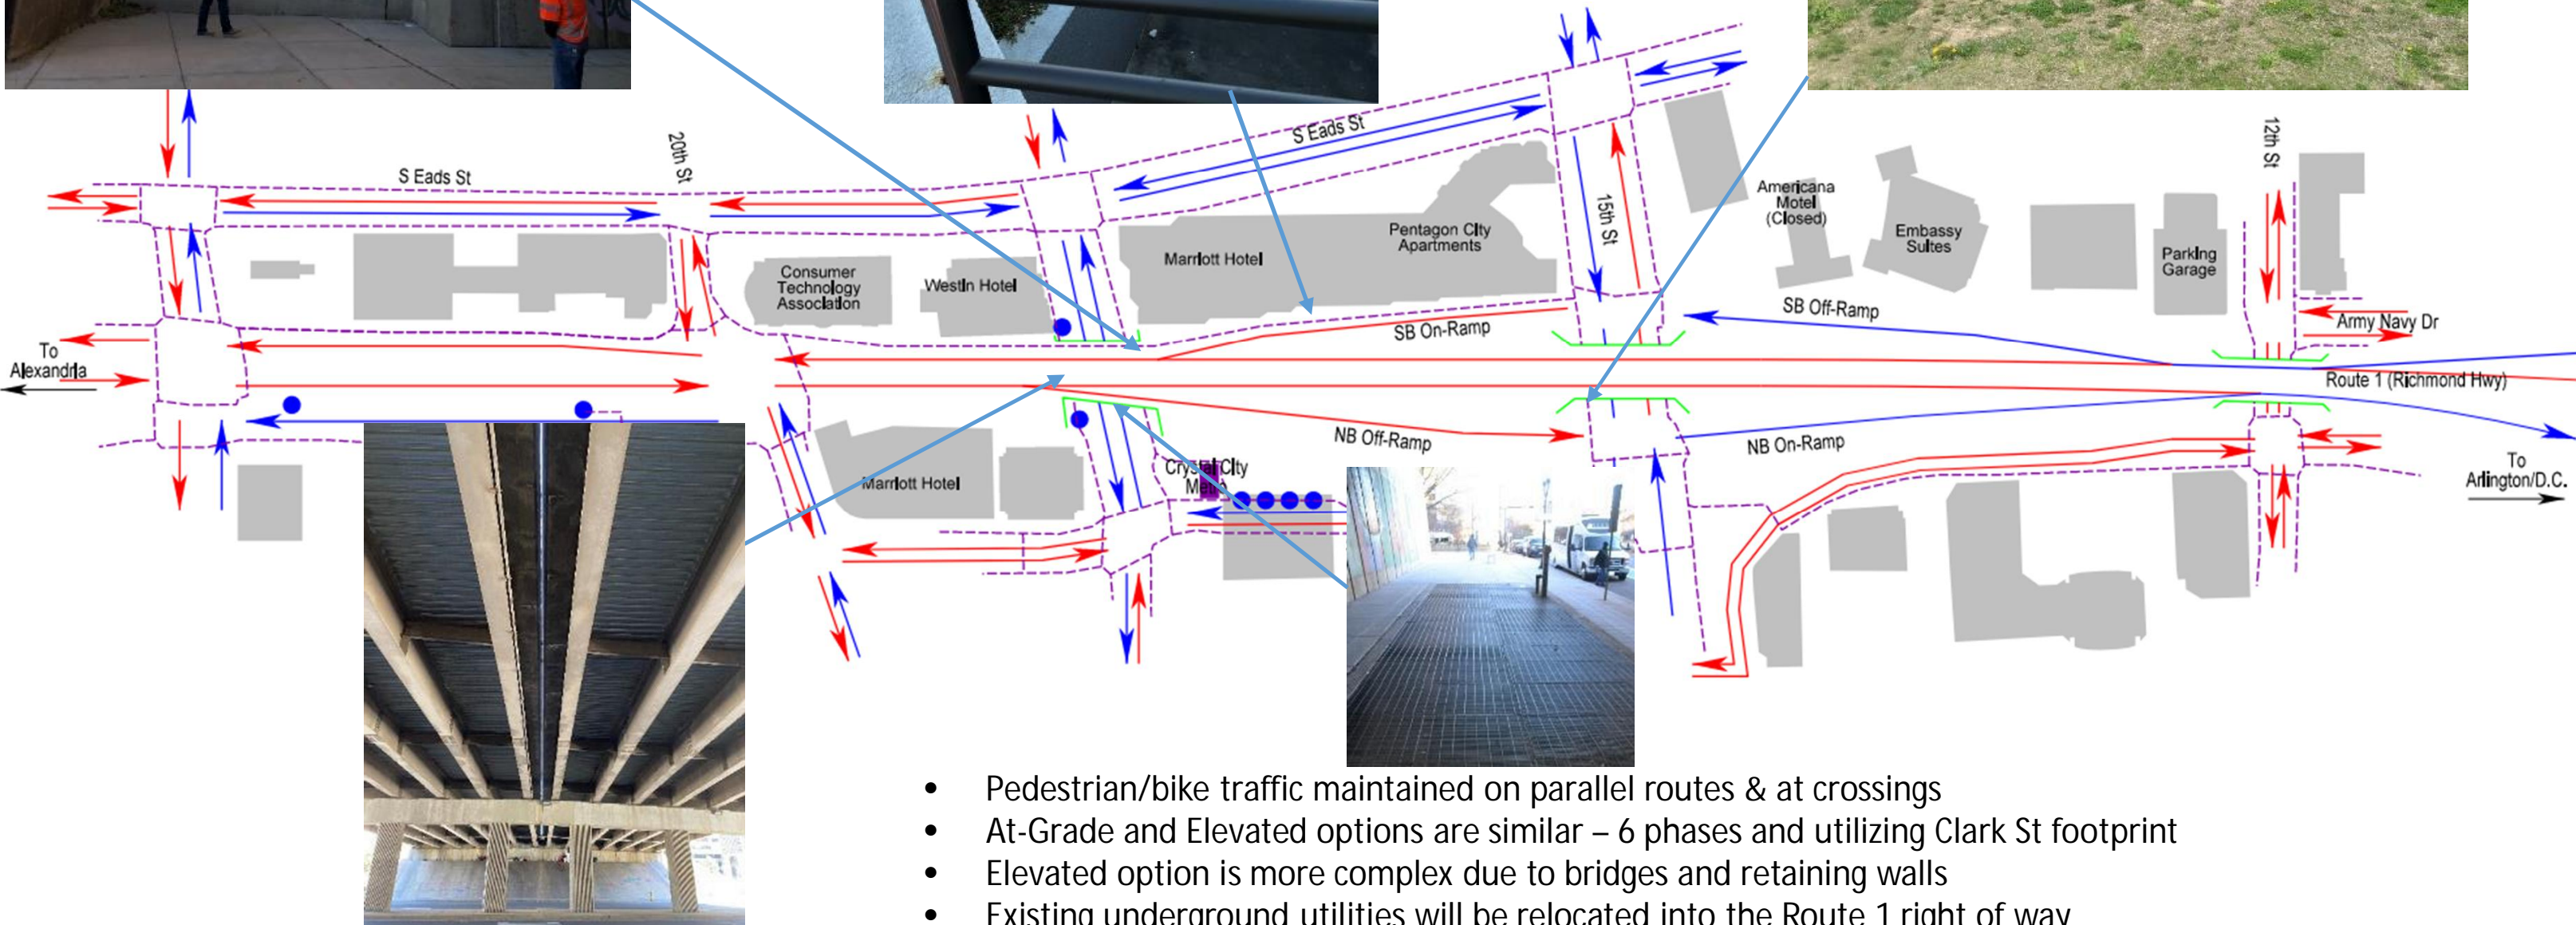 S Eads St
20th St
S Eads St
15th St
12th St
Americana
Motel
(Closed)
Embassy
Suites
Parking
Garage
Pentagon City
Apartments
Marriott Hotel
Consumer
Technology
Association
Westin Hotel
SB Off-Ramp
Army Navy Dr
SB On-Ramp
To
Alexandria
Route 1 (Richmond Hwy)
NB Off-Ramp
NB On-Ramp
Crystal City
Metro
Marriott Hotel
To
Arlington/D.C.
• Pedestrian/bike traffic maintained on parallel routes & at crossings
• At-Grade and Elevated options are similar – 6 phases and utilizing Clark St footprint
• Elevated option is more complex due to bridges and retaining walls
• Existing underground utilities will be relocated into the Route 1 right of way